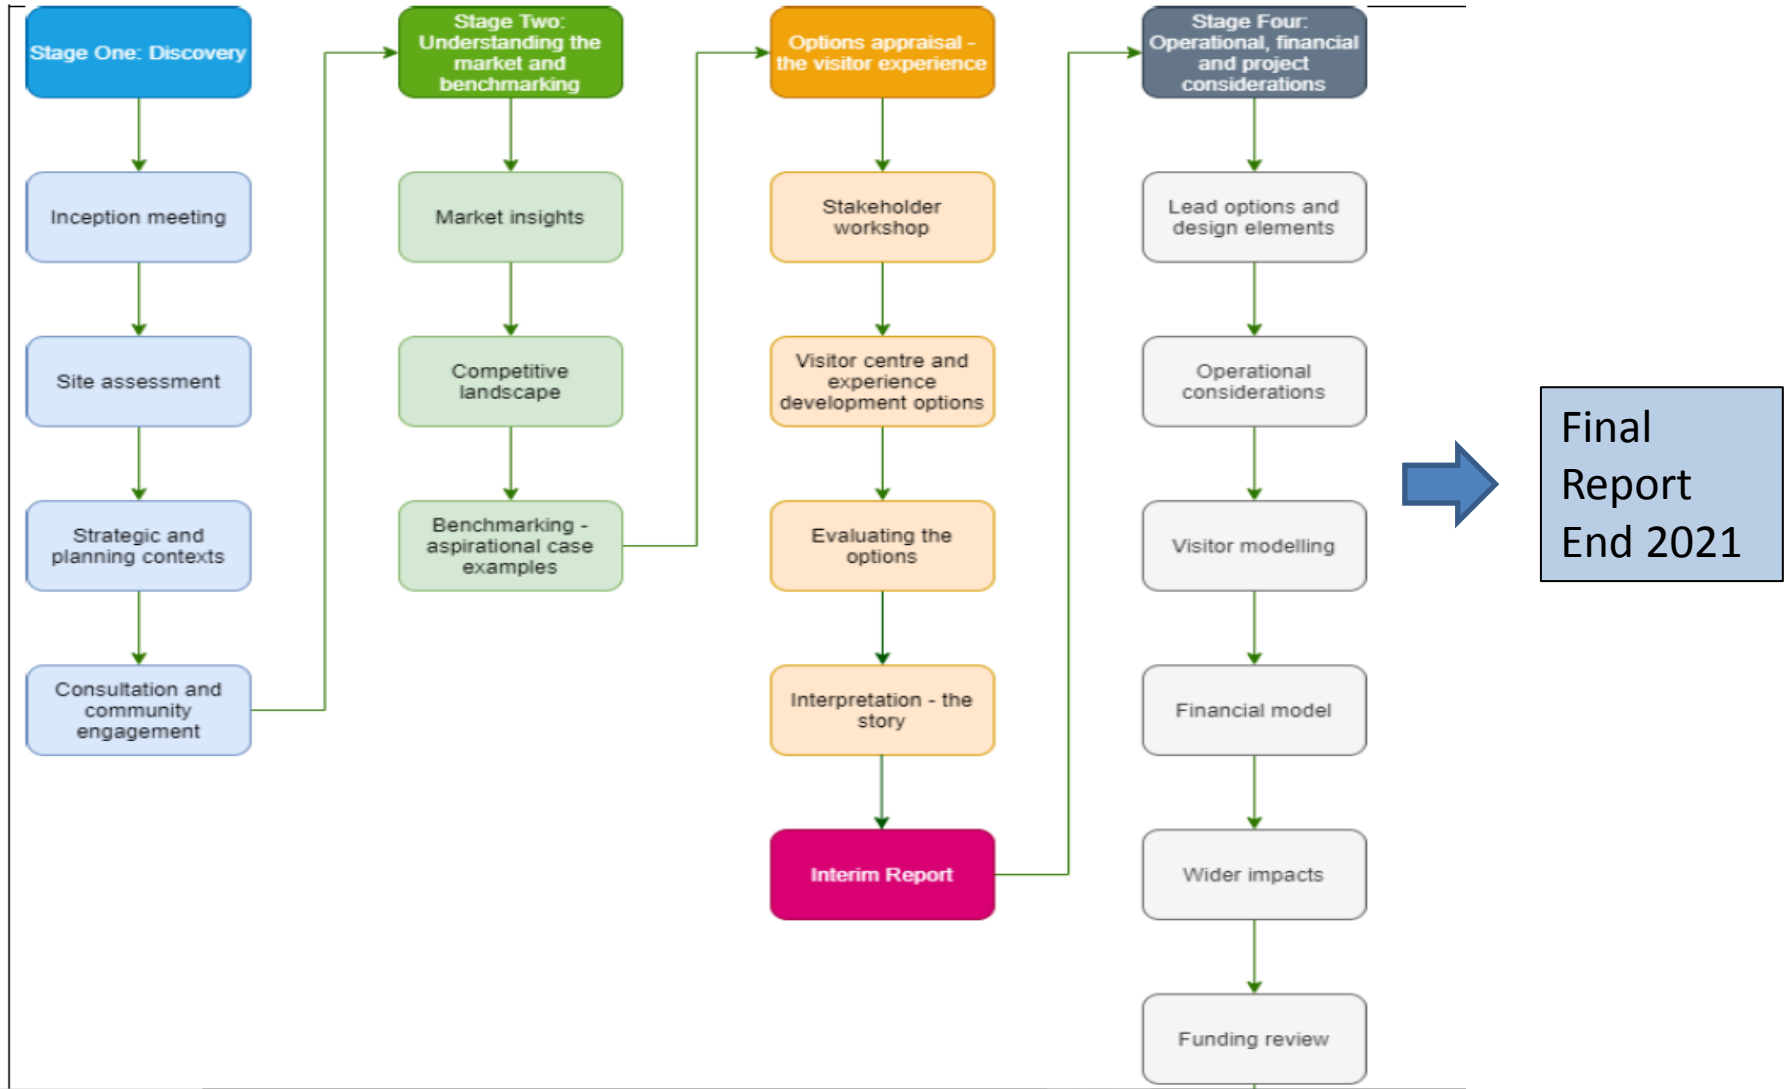 Stage One: Discovery
Inception meeting
Site assessment
Strategic and
planning contexts
Consultation and
community
engagement
Stage Two:
Understanding the
market and
benchmarking
Market insights
Competitive
landscape
Benchmarking -
aspirational case
examples
Options appraisal -
the visitor experience
Stakeholder
workshop
Visitor centre and
experience
development options
Evaluating the
options
Interpretation - the
story
Interim Report
Stage Four:
Operational, financial
and project
considerations
Lead options and
design elements
Operational
considerations
Visitor modelling
Financial model
Wider impacts
Funding review
Final
Report
End 2021